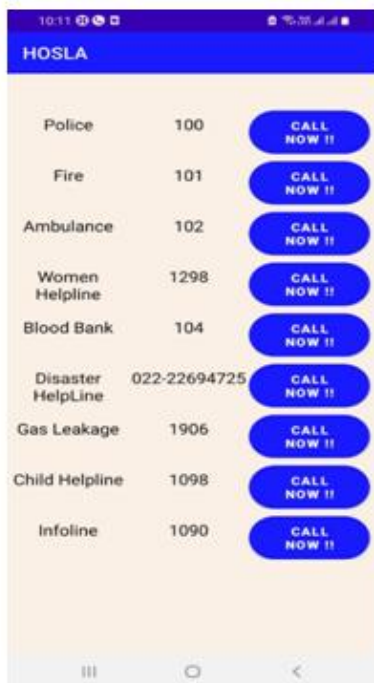 10:11
HOSLA
Police 100 CALL NOW !!
Fire 101 CALL NOW !!
Ambulance 102 CALL NOW !!
Women Helpline 1298 CALL NOW !!
Blood Bank 104 CALL NOW !!
Disaster HelpLine 022-22694725 CALL NOW !!
Gas Leakage 1906 CALL NOW !!
Child Helpline 1098 CALL NOW !!
Infoline 1090 CALL NOW !!